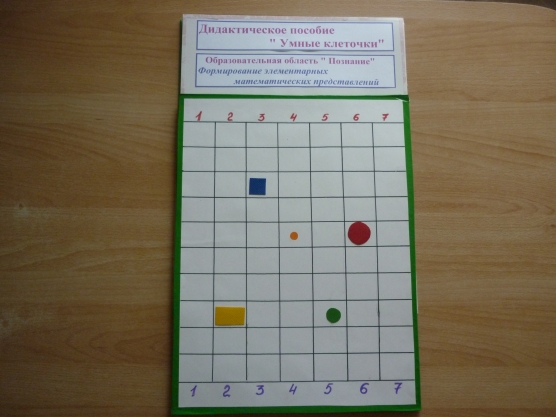 Дидактическое пособие
" Умные клеточки"
Образовательная область " Познание"
Формирование элементарных
математических представлений
1 2 3 4 5 6 7
1 2 3 4 5 6 7